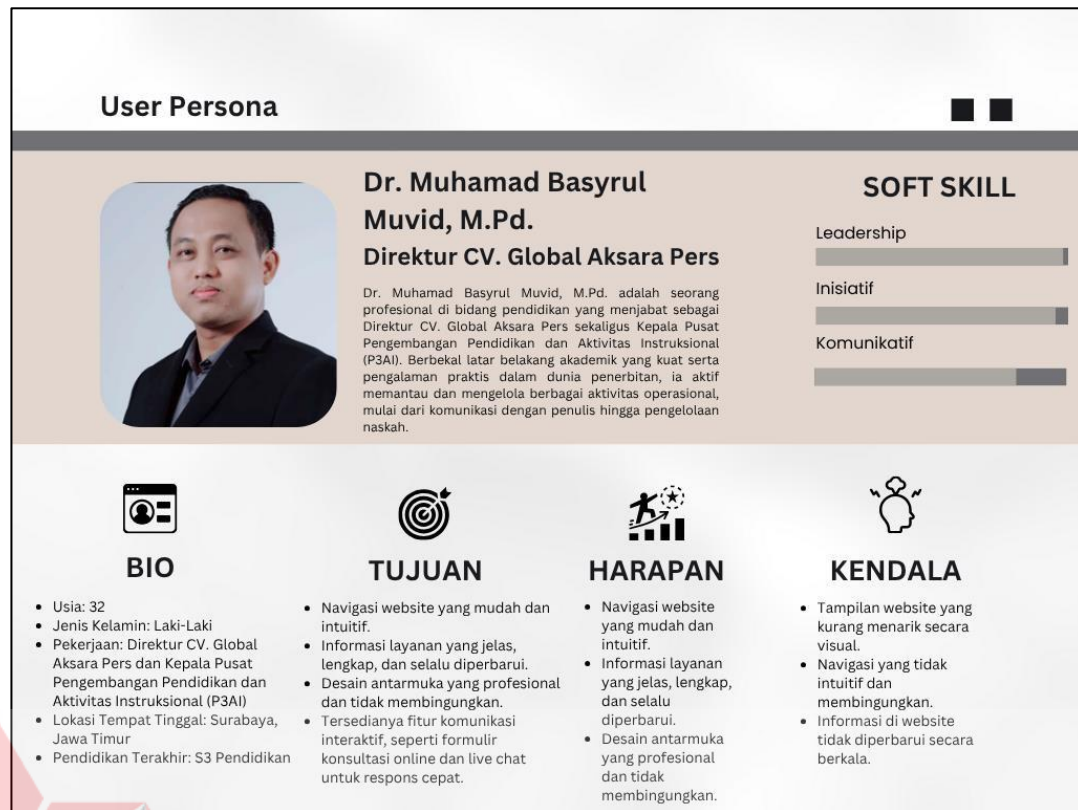 User Persona
Dr. Muhamad Basyrul
Muvid, M.Pd.
Direktur CV. Global Aksara Pers
Dr. Muhamad Basyrul Muvid, M.Pd. adalah seorang
profesional di bidang pendidikan yang menjabat sebagai
Direktur CV. Global Aksara Pers sekaligus Kepala Pusat
Pengembangan Pendidikan dan Aktivitas Instruksional
(P3AI). Berbekal latar belakang akademik yang kuat serta
pengalaman praktis dalam dunia penerbitan, ia aktif
memantau dan mengelola berbagai aktivitas operasional,
mulai dari komunikasi dengan penulis hingga pengelolaan
naskah.
SOFT SKILL
Leadership
Inisiatif
Komunikatif
BIO
• Usia: 32
• Jenis Kelamin: Laki-Laki
• Pekerjaan: Direktur CV. Global
Aksara Pers dan Kepala Pusat
Pengembangan Pendidikan dan
Aktivitas Instruksional (P3AI)
• Lokasi Tempat Tinggal: Surabaya,
Jawa Timur
• Pendidikan Terakhir: S3 Pendidikan
TUJUAN
• Navigasi website yang mudah dan
intuitif.
• Informasi layanan yang jelas,
lengkap, dan selalu diperbarui.
• Desain antarmuka yang profesional
dan tidak membingungkan.
• Tersedianya fitur komunikasi
interaktif, seperti formulir
konsultasi online dan live chat
untuk respons cepat.
HARAPAN
• Navigasi website
yang mudah dan
intuitif.
• Informasi layanan
yang jelas, lengkap,
dan selalu
diperbarui.
• Desain antarmuka
yang profesional
dan tidak
membingungkan.
KENDALA
• Tampilan website yang
kurang menarik secara
visual.
• Navigasi yang tidak
intuitif dan
membingungkan.
• Informasi di website
tidak diperbarui secara
berkala.